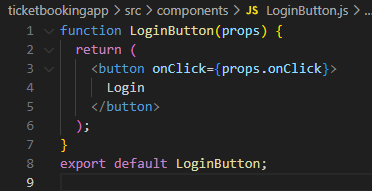 ticketbookingapp > src > components > LoginButton.js > ...
1 function LoginButton(props) {
2   return (
3     <button onClick={props.onClick}>
4       Login
5     </button>
6   );
7 }
8 export default LoginButton;
9